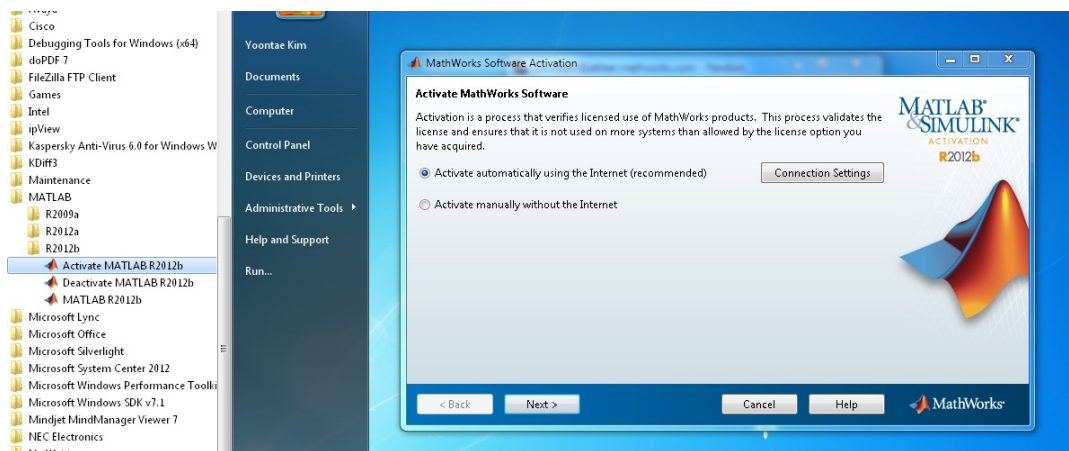 Cisco
Debugging Tools for Windows (x64)
doPDF 7
FileZilla FTP Client
Games
Intel
ipView
Kaspersky Anti-Virus 6.0 for Windows W
KDiff3
Maintenance
MATLAB
R2009a
R2012a
R2012b
Activate MATLAB R2012b
Deactivate MATLAB R2012b
MATLAB R2012b
Microsoft Lync
Microsoft Office
Microsoft Silverlight
Microsoft System Center 2012
Microsoft Windows Performance Toolki
Microsoft Windows SDK v7.1
Mindjet MindManager Viewer 7
NEC Electronics
Yoontae Kim
Documents
Computer
Control Panel
Devices and Printers
Administrative Tools
Help and Support
Run...
MathWorks Software Activation
Activate MathWorks Software
Activation is a process that verifies licensed use of MathWorks products. This process validates the
license and ensures that it is not used on more systems than allowed by the license option you
have acquired.
Activate automatically using the Internet (recommended)
Connection Settings
Activate manually without the Internet
MATLAB®
&SIMULINK®
ACTIVATION
R2012b
< Back
Next >
Cancel
Help
MathWorks®